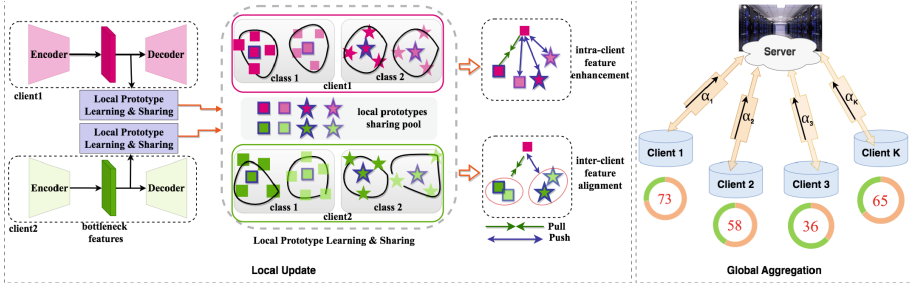 Encoder
Decoder
client1
Local Prototype
Learning & Sharing
Local Prototype
Learning & Sharing
Encoder
Decoder
client2
bottleneck
features
class 1
class 2
client1
local prototypes
sharing pool
class 1
class 2
client2
Local Prototype Learning & Sharing
intra-client
feature
enhancement
inter-client
feature
alignment
Pull
Push
Local Update
Server
α1
α2
α3
αK
Client 1
Client 2
Client 3
Client K
73
58
36
65
Global Aggregation